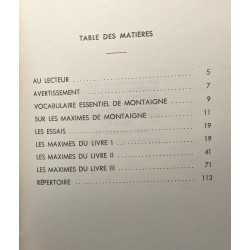 TABLE DES MATIÈRES
AU LECTEUR 5
AVERTISSEMENT 7
VOCABULAIRE ESSENTIEL DE MONTAIGNE 9
SUR LES MAXIMES DE MONTAIGNE 11
LES ESSAIS 19
LES MAXIMES DU LIVRE I 19
LES MAXIMES DU LIVRE II 41
LES MAXIMES DU LIVRE III 71
RÉPERTOIRE 113